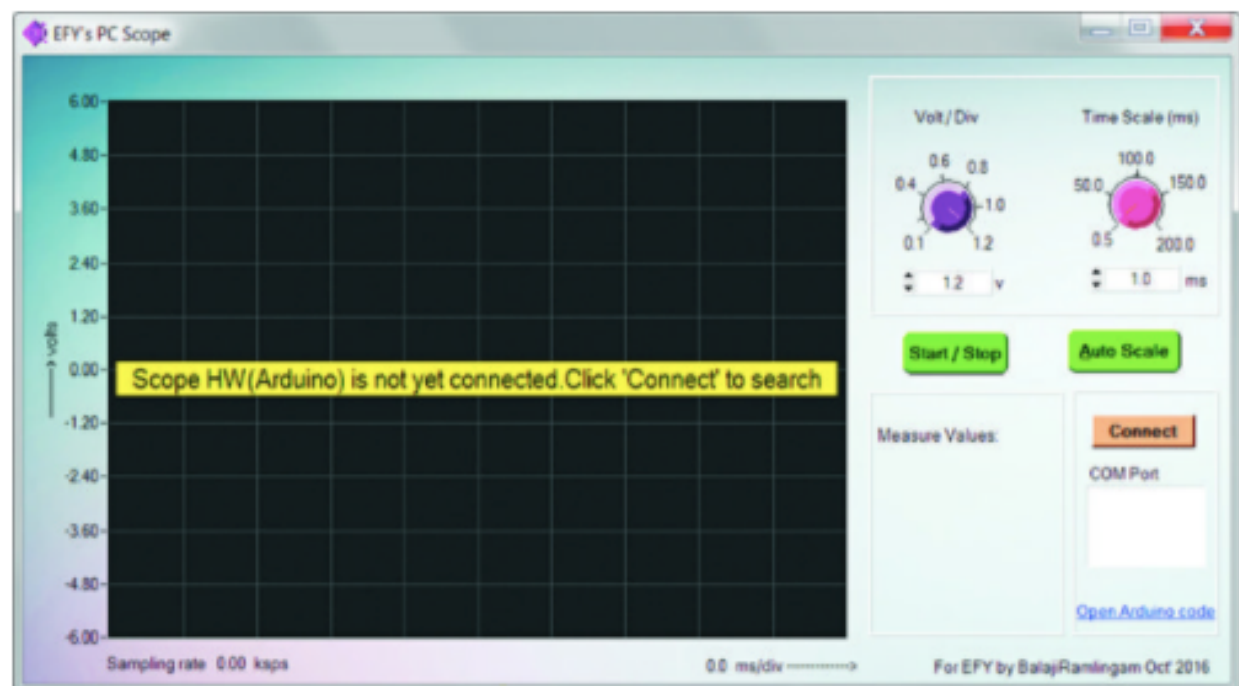 EFY's PC Scope
6.00
4.80
3.60
2.40
1.20
0.00
-1.20
-2.40
-3.60
-4.80
-6.00
volts
Scope HW(Arduino) is not yet connected.Click 'Connect' to search
Sampling rate 0.00 ksps
0.0 ms/div ------------>
Volt / Div
0.1
0.4
0.6
0.8
1.0
1.2
1.2 v
Time Scale (ms)
0.5
50.0
100.0
150.0
200.0
1.0 ms
Start / Stop
Auto Scale
Measure Values:
Connect
COM Port
Open Arduino code
For EFY by BalajiRamlingam Oct' 2016